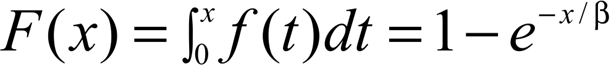 F(x) = ∫₀ˣ f(t)dt = 1 − e^{−x/β}